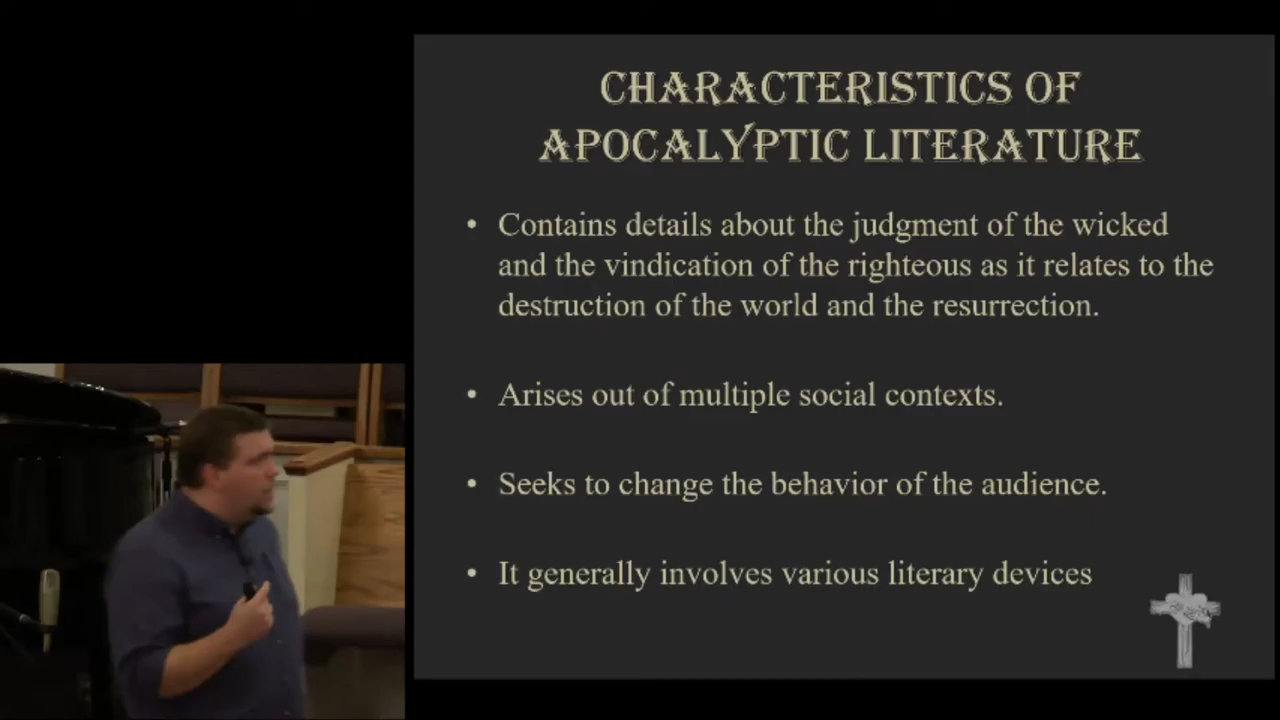 CHARACTERISTICS OF
APOCALYPTIC LITERATURE
• Contains details about the judgment of the wicked
and the vindication of the righteous as it relates to the
destruction of the world and the resurrection.
• Arises out of multiple social contexts.
• Seeks to change the behavior of the audience.
• It generally involves various literary devices